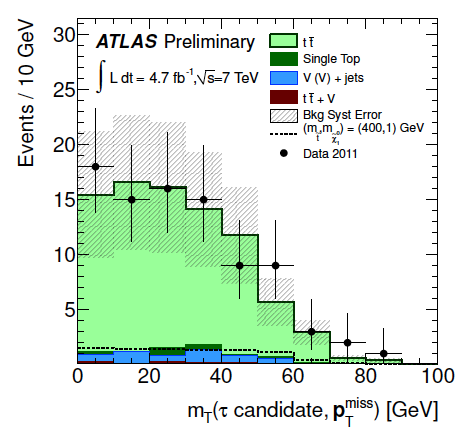 ATLAS Preliminary
∫ L dt = 4.7 fb⁻¹, √s=7 TeV
t t̄
Single Top
V (V) + jets
t t̄ + V
Bkg Syst Error
(m_t̃, m_χ̃₁⁰) = (400,1) GeV
Data 2011
Events / 10 GeV
30
25
20
15
10
5
0
0 20 40 60 80 100
m_T(τ candidate, p_T^miss) [GeV]